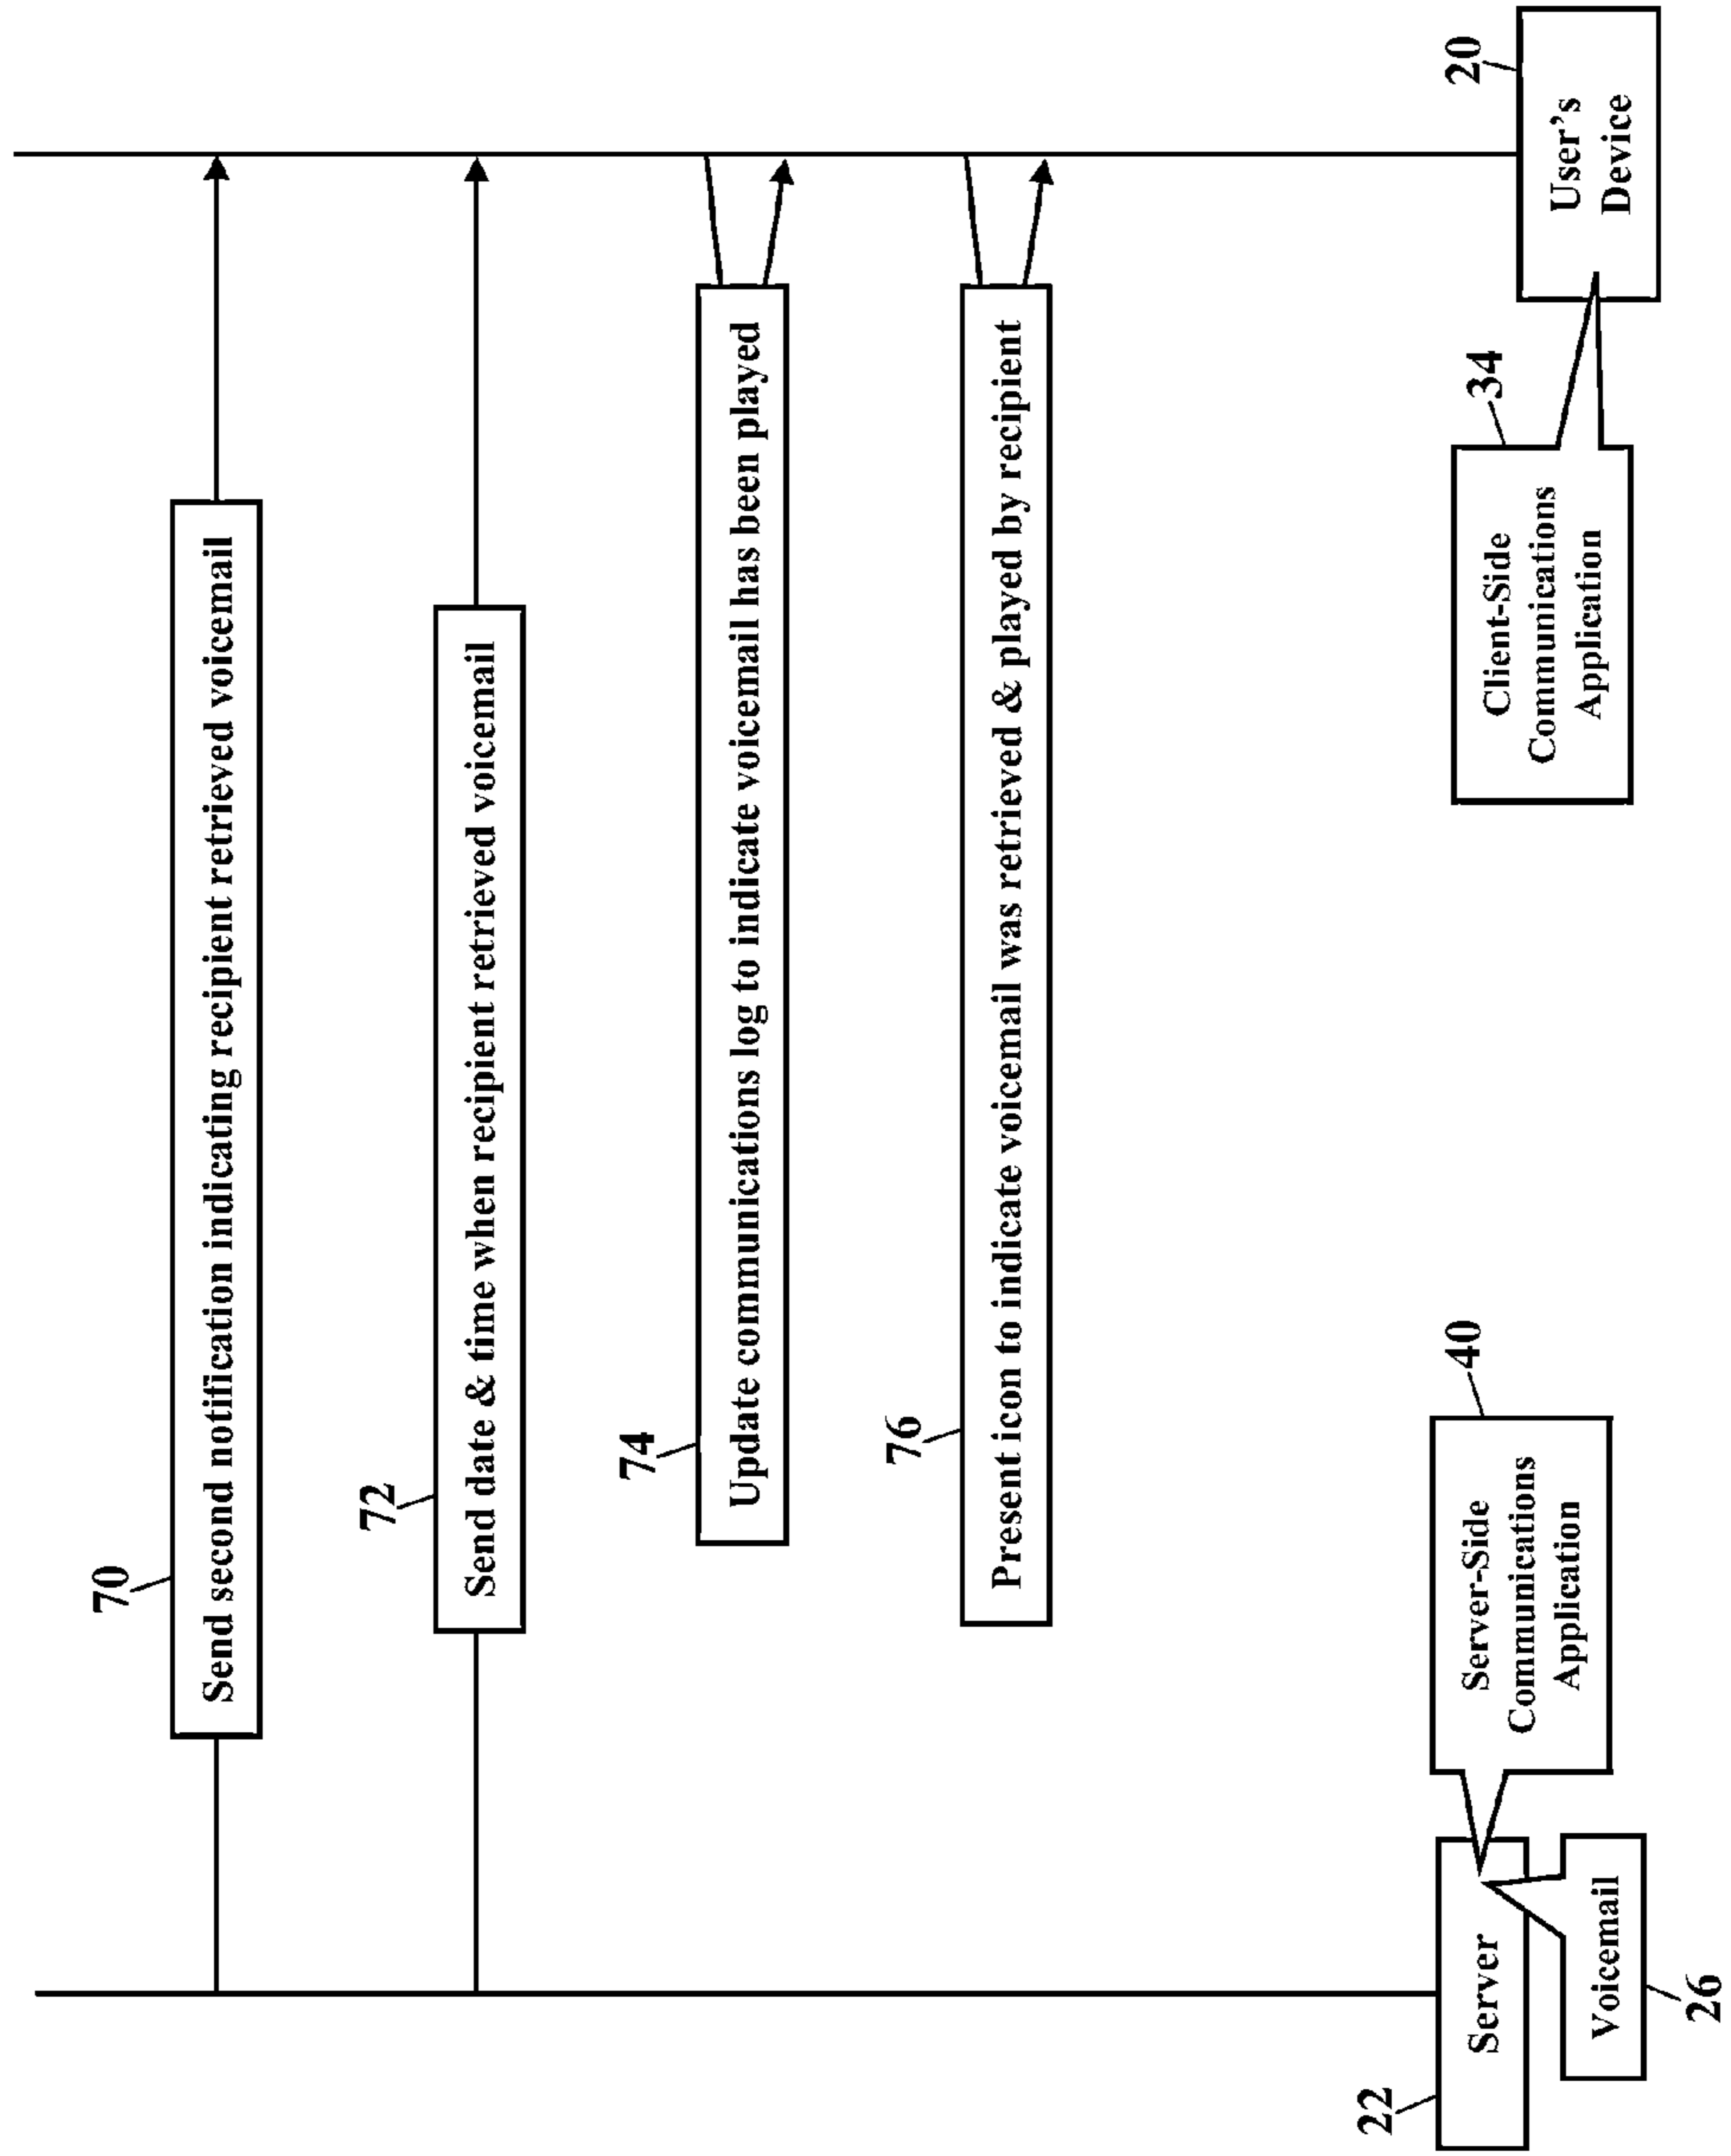 70
Send second notification indicating recipient retrieved voicemail
72
Send date & time when recipient retrieved voicemail
74
Update communications log to indicate voicemail has been played
76
Present icon to indicate voicemail was retrieved & played by recipient
22
Server
40
Server-Side
Communications
Application
Voicemail
26
34
Client-Side
Communications
Application
20
User's
Device